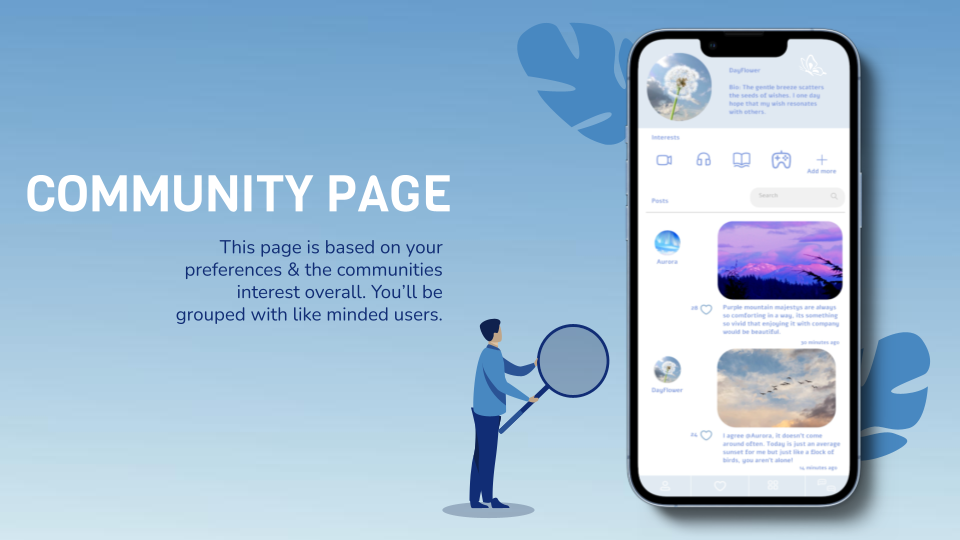 COMMUNITY PAGE
This page is based on your
preferences & the communities
interest overall. You’ll be
grouped with like minded users.
DayFlower
Bio: The gentle breeze scatters
the seeds of wishes. I one day
hope that my wish resonates
with others.
Interests
Add more
Posts
Search
Aurora
28
Purple mountain majestys are always
so comforting in a way, its something
so vivid that enjoying it with company
would be beautiful.
30 minutes ago
DayFlower
24
I agree @Aurora, it doesn't come
around often. Today is just an average
sunset for me but just like a flock of
birds, you aren't alone!
14 minutes ago